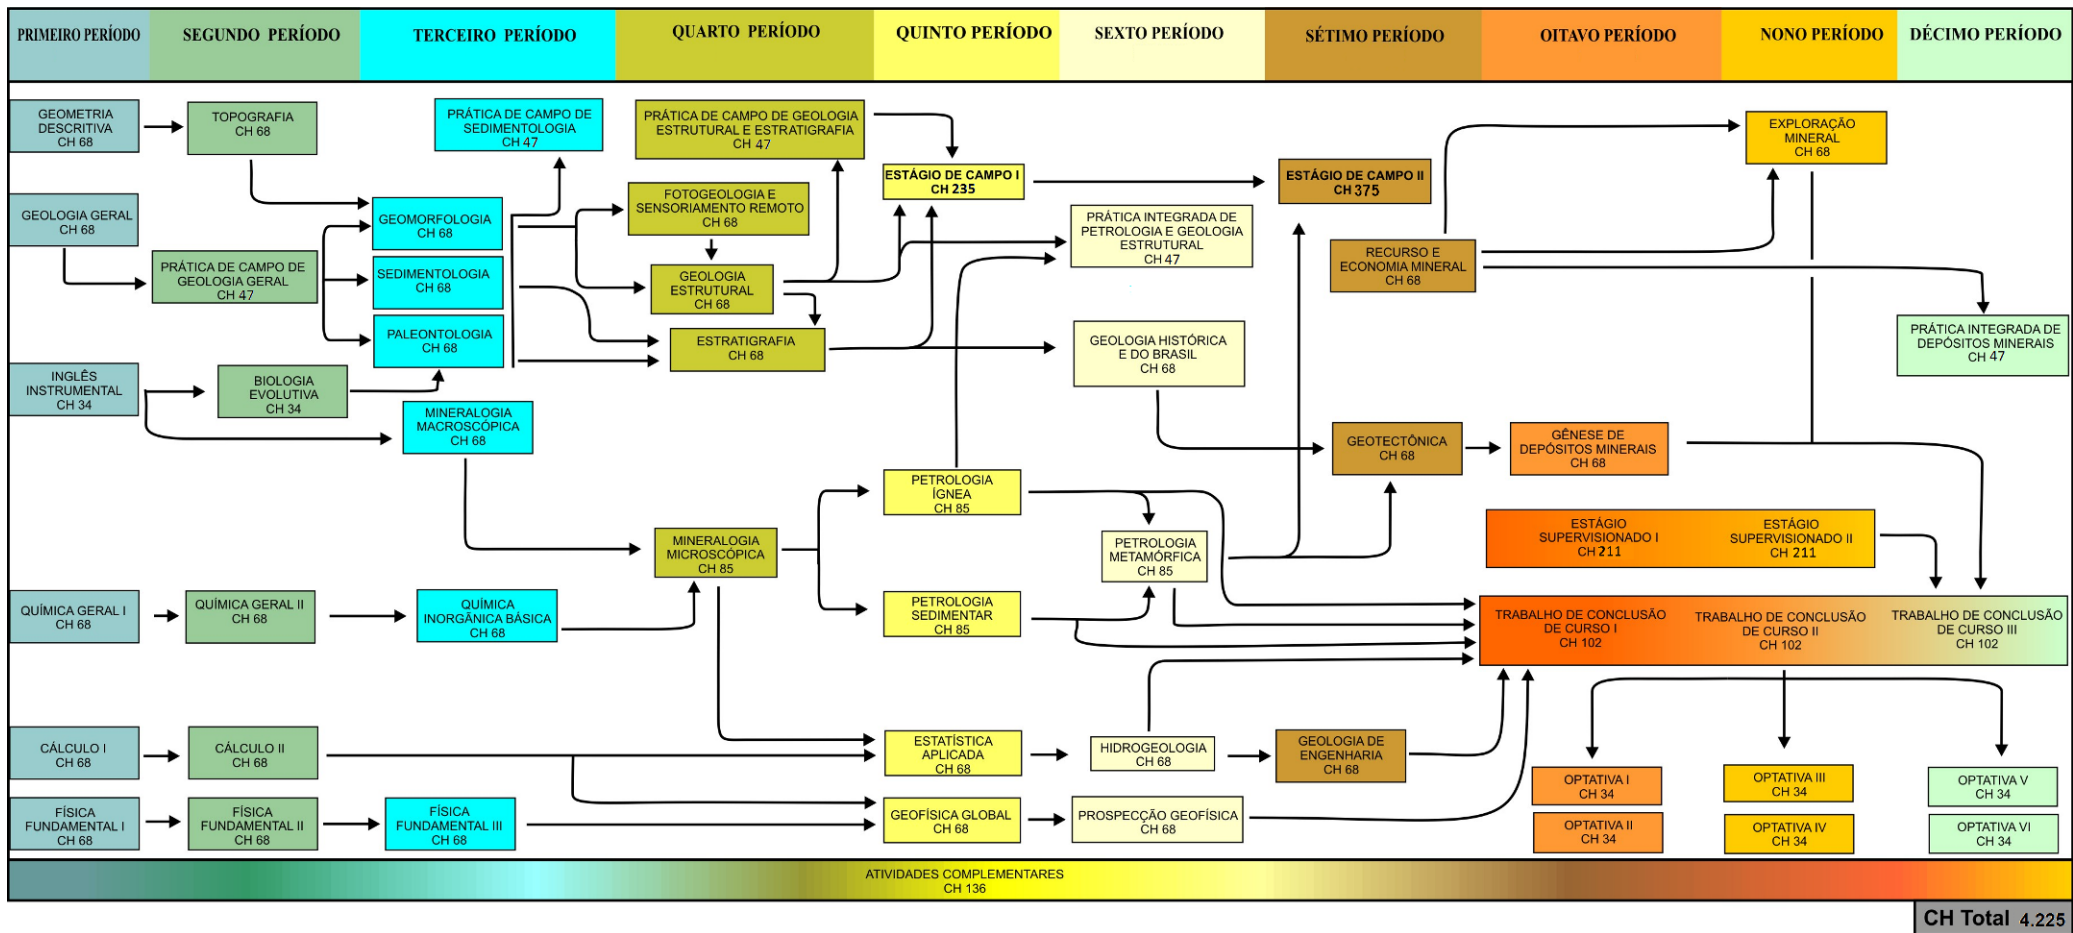 PRIMEIRO PERÍODO
SEGUNDO PERÍODO
TERCEIRO PERÍODO
QUARTO PERÍODO
QUINTO PERÍODO
SEXTO PERÍODO
SÉTIMO PERÍODO
OITAVO PERÍODO
NONO PERÍODO
DÉCIMO PERÍODO
GEOMETRIA
DESCRITIVA
CH 68
GEOLOGIA GERAL
CH 68
INGLÊS
INSTRUMENTAL
CH 34
QUÍMICA GERAL I
CH 68
CÁLCULO I
CH 68
FÍSICA
FUNDAMENTAL I
CH 68
TOPOGRAFIA
CH 68
PRÁTICA DE CAMPO DE
GEOLOGIA GERAL
CH 47
BIOLOGIA
EVOLUTIVA
CH 34
QUÍMICA GERAL II
CH 68
CÁLCULO II
CH 68
FÍSICA
FUNDAMENTAL II
CH 68
PRÁTICA DE CAMPO DE
SEDIMENTOLOGIA
CH 47
GEOMORFOLOGIA
CH 68
SEDIMENTOLOGIA
CH 68
PALEONTOLOGIA
CH 68
MINERALOGIA
MACROSCÓPICA
CH 68
QUÍMICA
INORGÂNICA BÁSICA
CH 68
FÍSICA
FUNDAMENTAL III
CH 68
PRÁTICA DE CAMPO DE GEOLOGIA
ESTRUTURAL E ESTRATIGRAFIA
CH 47
FOTOGEOLOGIA E
SENSORIAMENTO REMOTO
CH 68
GEOLOGIA
ESTRUTURAL
CH 68
ESTRATIGRAFIA
CH 68
MINERALOGIA
MICROSCÓPICA
CH 85
ESTÁGIO DE CAMPO I
CH 235
PETROLOGIA
ÍGNEA
CH 85
PETROLOGIA
SEDIMENTAR
CH 85
ESTATÍSTICA
APLICADA
CH 68
GEOFÍSICA GLOBAL
CH 68
PRÁTICA INTEGRADA DE
PETROLOGIA E GEOLOGIA
ESTRUTURAL
CH 47
GEOLOGIA HISTÓRICA
E DO BRASIL
CH 68
PETROLOGIA
METAMÓRFICA
CH 85
HIDROGEOLOGIA
CH 68
PROSPECÇÃO GEOFÍSICA
CH 68
ESTÁGIO DE CAMPO II
CH 375
RECURSO E
ECONOMIA MINERAL
CH 68
GEOTECTÔNICA
CH 68
GEOLOGIA DE
ENGENHARIA
CH 68
GÊNESE DE
DEPÓSITOS MINERAIS
CH 68
ESTÁGIO
SUPERVISIONADO I
CH 211
TRABALHO DE CONCLUSÃO
DE CURSO I
CH 102
OPTATIVA I
CH 34
OPTATIVA II
CH 34
EXPLORAÇÃO
MINERAL
CH 68
ESTÁGIO
SUPERVISIONADO II
CH 211
TRABALHO DE CONCLUSÃO
DE CURSO II
CH 102
OPTATIVA III
CH 34
OPTATIVA IV
CH 34
PRÁTICA INTEGRADA DE
DEPÓSITOS MINERAIS
CH 47
TRABALHO DE CONCLUSÃO
DE CURSO III
CH 102
OPTATIVA V
CH 34
OPTATIVA VI
CH 34
ATIVIDADES COMPLEMENTARES
CH 136
CH Total 4.225